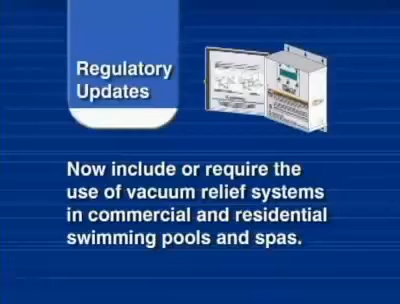 Regulatory
Updates
Now include or require the
use of vacuum relief systems
in commercial and residential
swimming pools and spas.